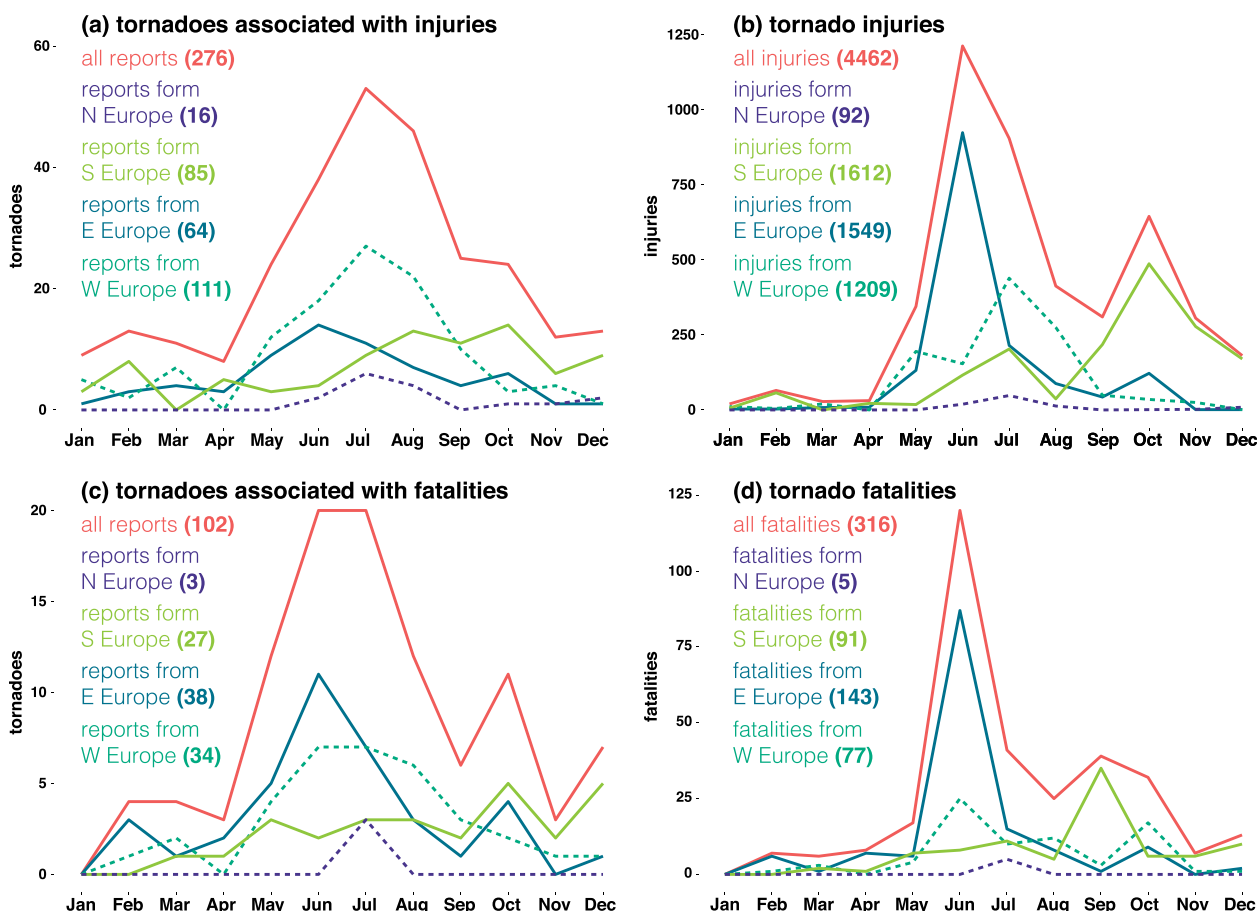 (a) tornadoes associated with injuries
60
all reports (276)
reports form
N Europe (16)
reports form
S Europe (85)
reports from
E Europe (64)
reports from
W Europe (111)
40
20
0
tornadoes
Jan Feb Mar Apr May Jun Jul Aug Sep Oct Nov Dec
(b) tornado injuries
1250
all injuries (4462)
injuries form
N Europe (92)
injuries form
S Europe (1612)
injuries from
E Europe (1549)
injuries from
W Europe (1209)
1000
750
500
250
0
injuries
Jan Feb Mar Apr May Jun Jul Aug Sep Oct Nov Dec
(c) tornadoes associated with fatalities
20
all reports (102)
reports form
N Europe (3)
reports form
S Europe (27)
reports from
E Europe (38)
reports from
W Europe (34)
15
10
5
0
tornadoes
Jan Feb Mar Apr May Jun Jul Aug Sep Oct Nov Dec
(d) tornado fatalities
125
all fatalities (316)
fatalities form
N Europe (5)
fatalities form
S Europe (91)
fatalities from
E Europe (143)
fatalities from
W Europe (77)
100
75
50
25
0
fatalities
Jan Feb Mar Apr May Jun Jul Aug Sep Oct Nov Dec